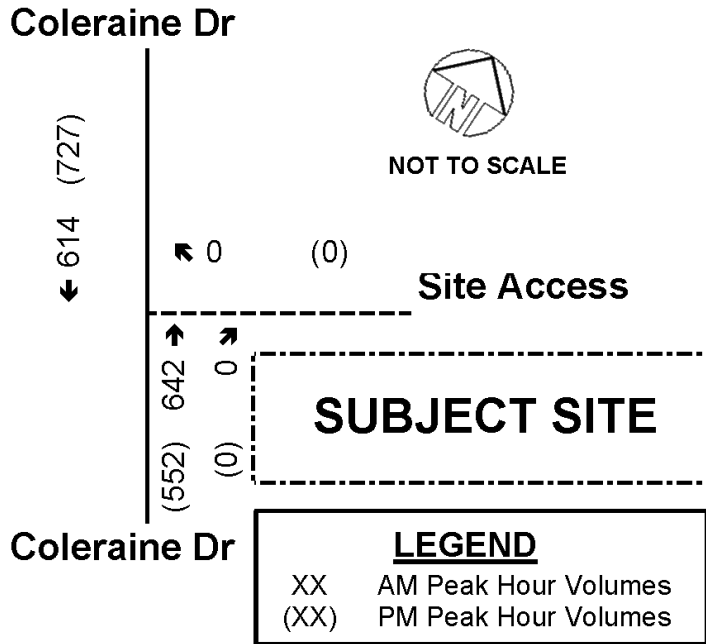 Coleraine Dr
N
NOT TO SCALE
614 (727)
0 (0)
Site Access
(552) 642
(0) 0
SUBJECT SITE
Coleraine Dr
LEGEND
XX AM Peak Hour Volumes
(XX) PM Peak Hour Volumes